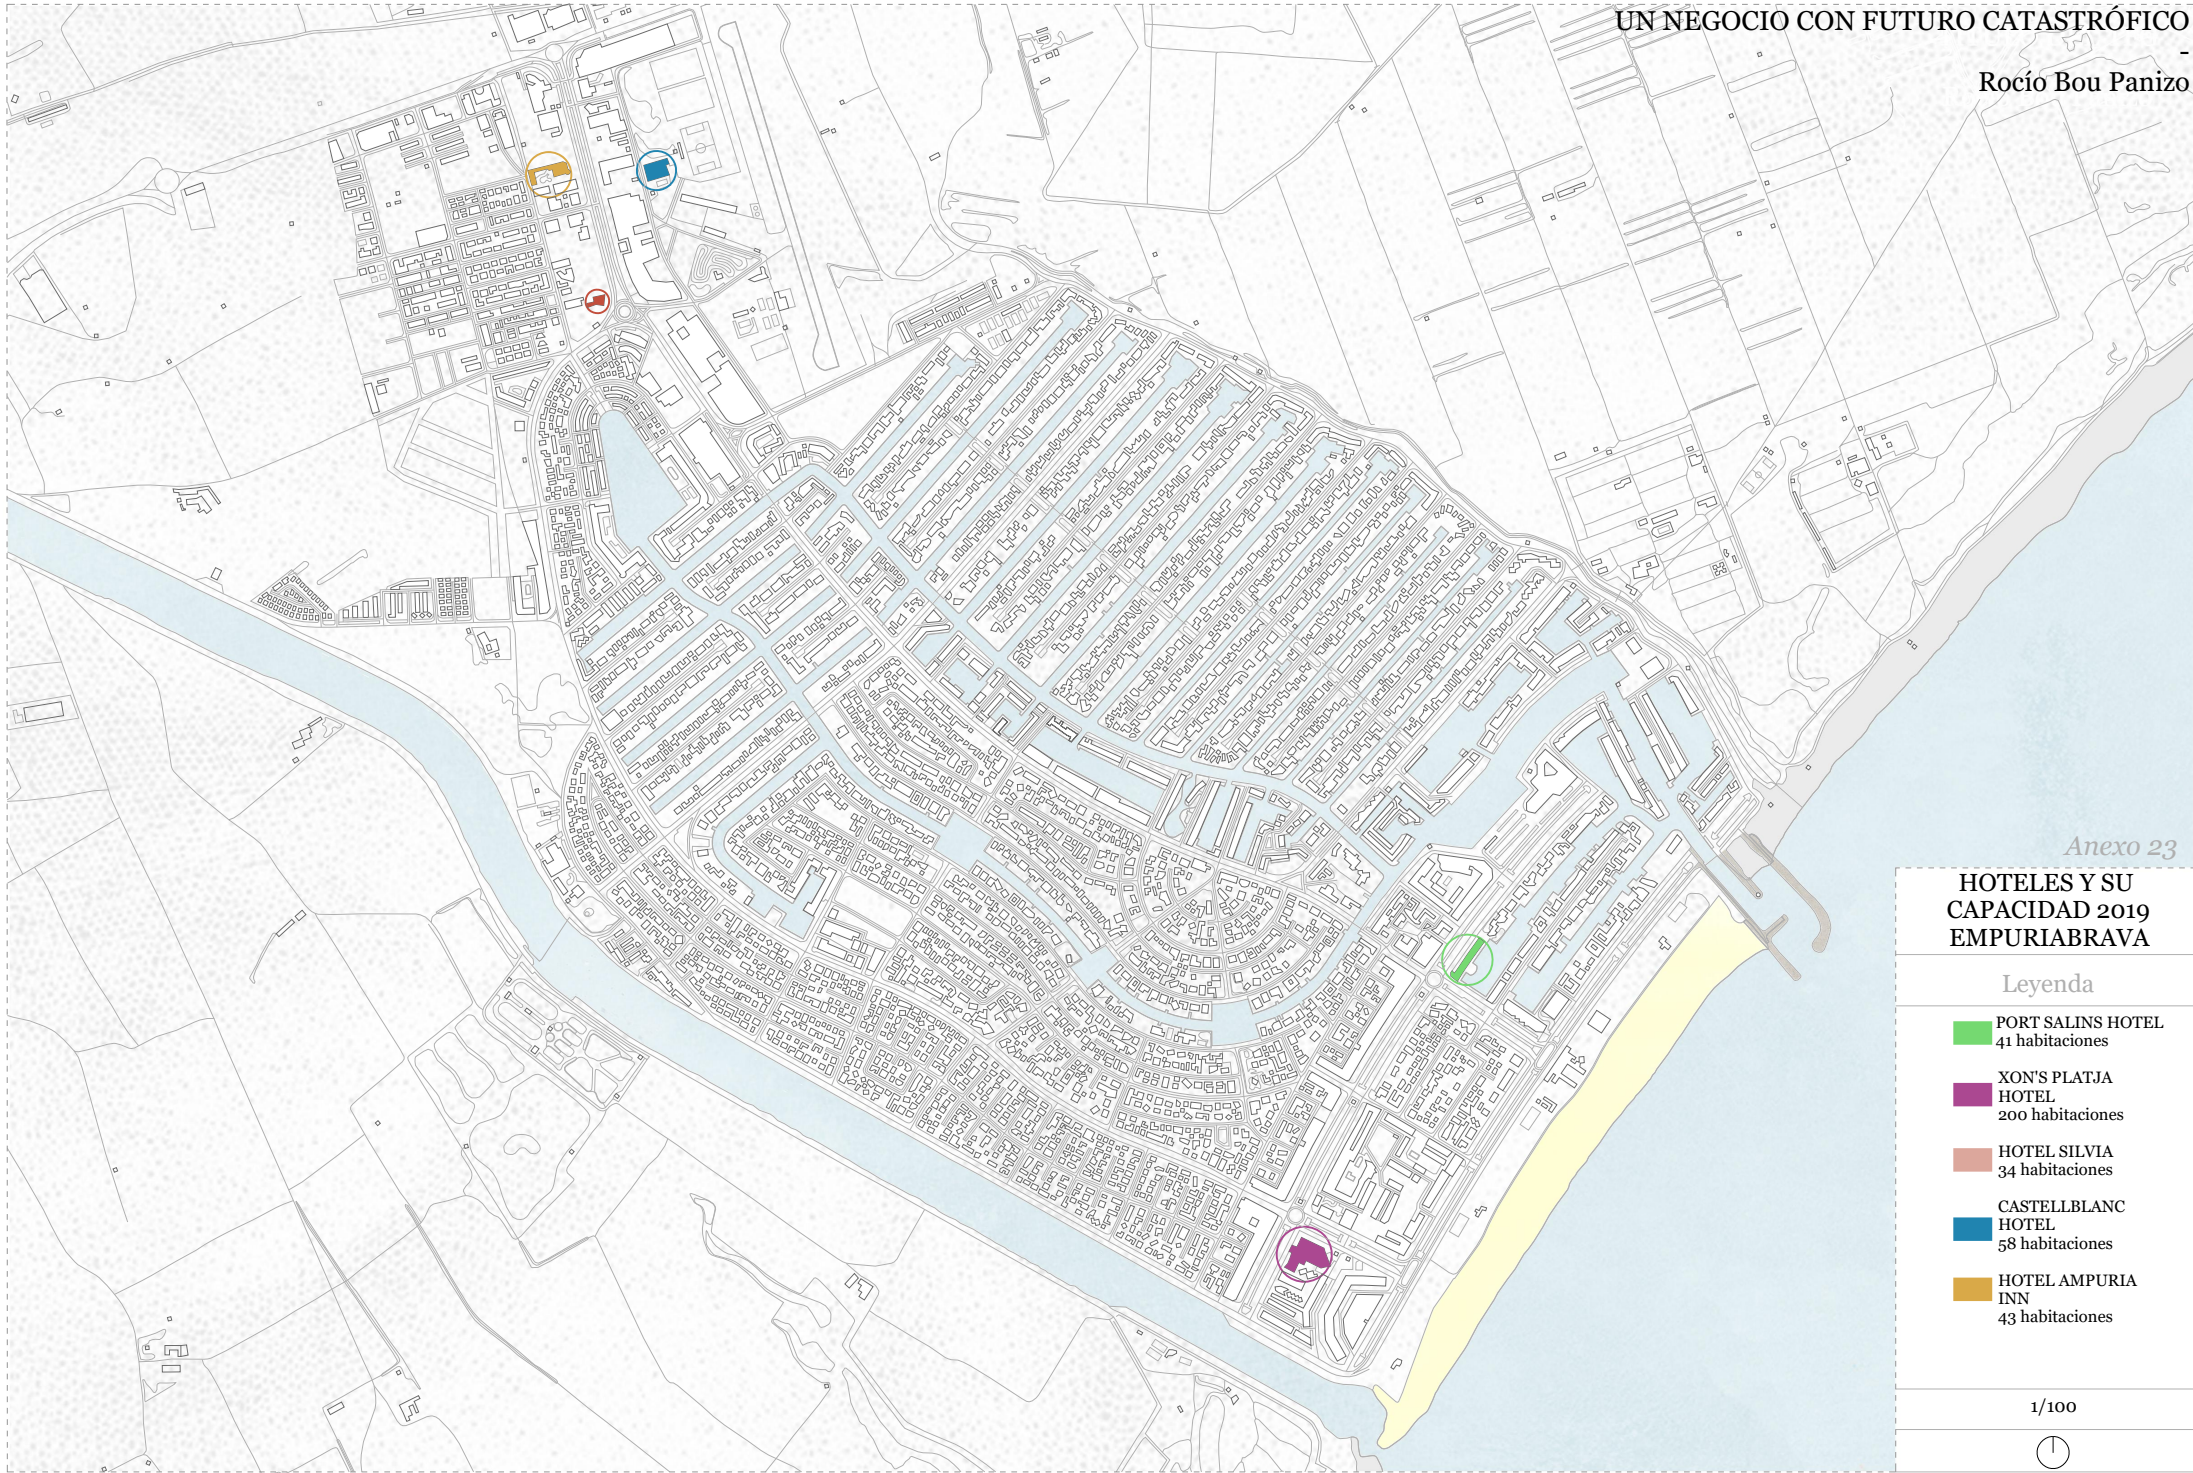 UN NEGOCIO CON FUTURO CATASTRÓFICO
-
Rocío Bou Panizo
Anexo 23
HOTELES Y SU
CAPACIDAD 2019
EMPURIABRAVA
Leyenda
PORT SALINS HOTEL
41 habitaciones
XON'S PLATJA
HOTEL
200 habitaciones
HOTEL SILVIA
34 habitaciones
CASTELLBLANC
HOTEL
58 habitaciones
HOTEL AMPURIA
INN
43 habitaciones
1/100